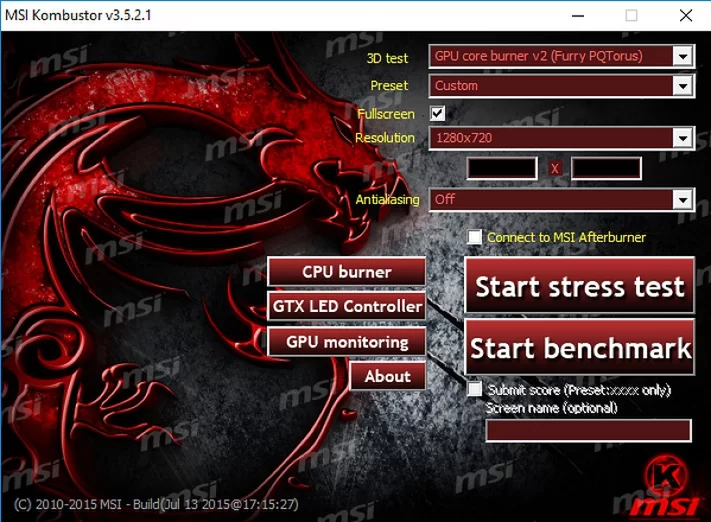 MSI Kombustor v3.5.2.1
3D test
GPU core burner v2 (Furry PQTorus)
Preset
Custom
Fullscreen
Resolution
1280x720
X
Antialiasing
Off
Connect to MSI Afterburner
CPU burner
Start stress test
GTX LED Controller
GPU monitoring
Start benchmark
About
Submit score (Preset:xxxx only)
Screen name (optional)
K
msi
(C) 2010-2015 MSI - Build(Jul 13 2015@17:15:27)